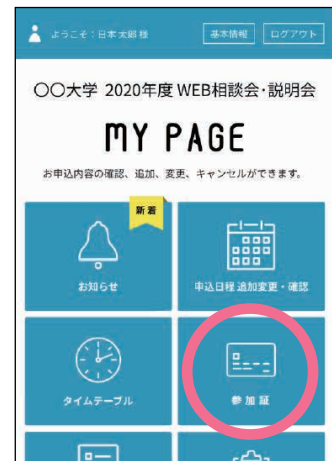 ようこそ：日本太郎 様
基本情報
ログアウト
〇〇大学 2020年度 WEB相談会・説明会
MY PAGE
お申込内容の確認、追加、変更、キャンセルができます。
新着
お知らせ
申込日程 追加変更・確認
タイムテーブル
参加証